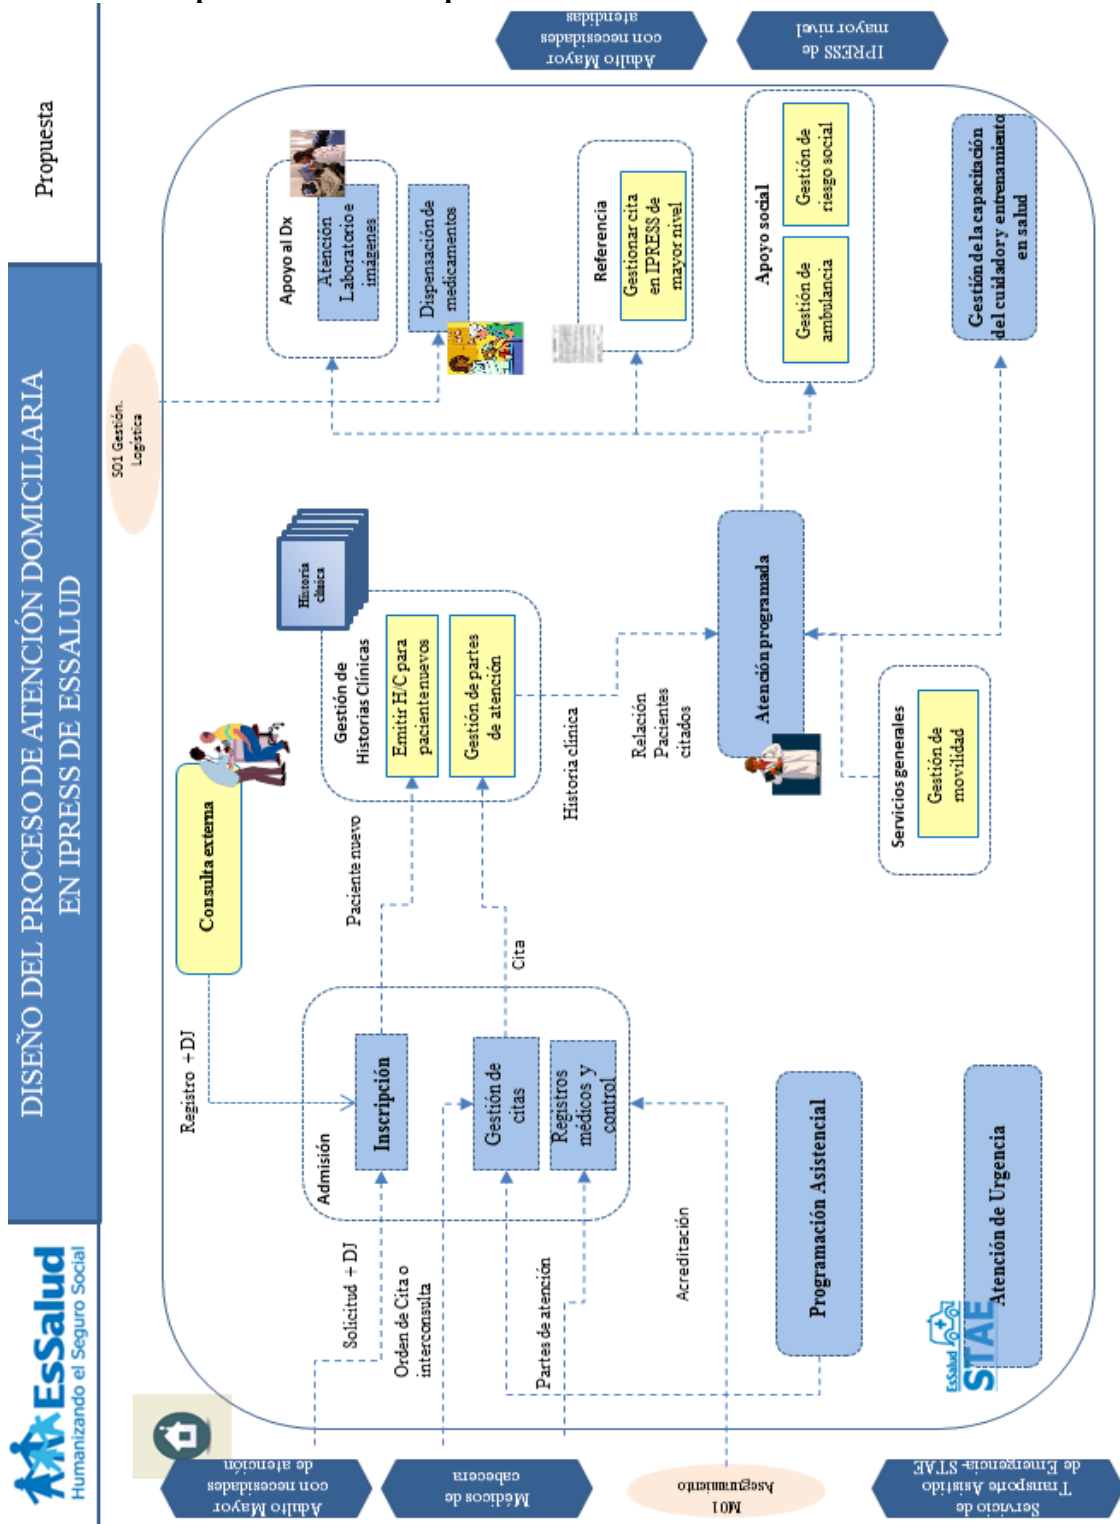 EsSalud
Humanizando el Seguro Social
DISEÑO DEL PROCESO DE ATENCIÓN DOMICILIARIA
EN IPRESS DE ESSALUD
Propuesta
Adulto Mayor
con necesidades
de atención
Médicos de
cabecera
M01
Aseguramiento
Servicio de
Transporte Asistido
de Emergencia- STAE
Solicitud + DJ
Orden de Cita o
interconsulta
Partes de atención
Acreditación
Registro + DJ
Consulta externa
Admisión
Inscripción
Gestión de
citas
Registros
médicos y
control
Programación Asistencial
EsSalud
STAE
Atención de Urgencia
Paciente nuevo
Cita
Gestión de
Historias Clínicas
Historia
clínica
Emitir H/C para
paciente nuevos
Gestión de partes
de atención
Historia clínica
Relación
Pacientes
citados
Atención programada
Servicios generales
Gestión de
movilidad
S01 Gestión.
Logística
Apoyo al Dx
Atención
Laboratorio e
imágenes
Dispensación de
medicamentos
Referencia
Gestionar cita
en IPRESS de
mayor nivel
Apoyo social
Gestión de
ambulancia
Gestión de
riesgo social
Gestión de la capacitación
del cuidador y entrenamiento
en salud
Adulto Mayor
con necesidades
atendidas
IPRESS de
mayor nivel